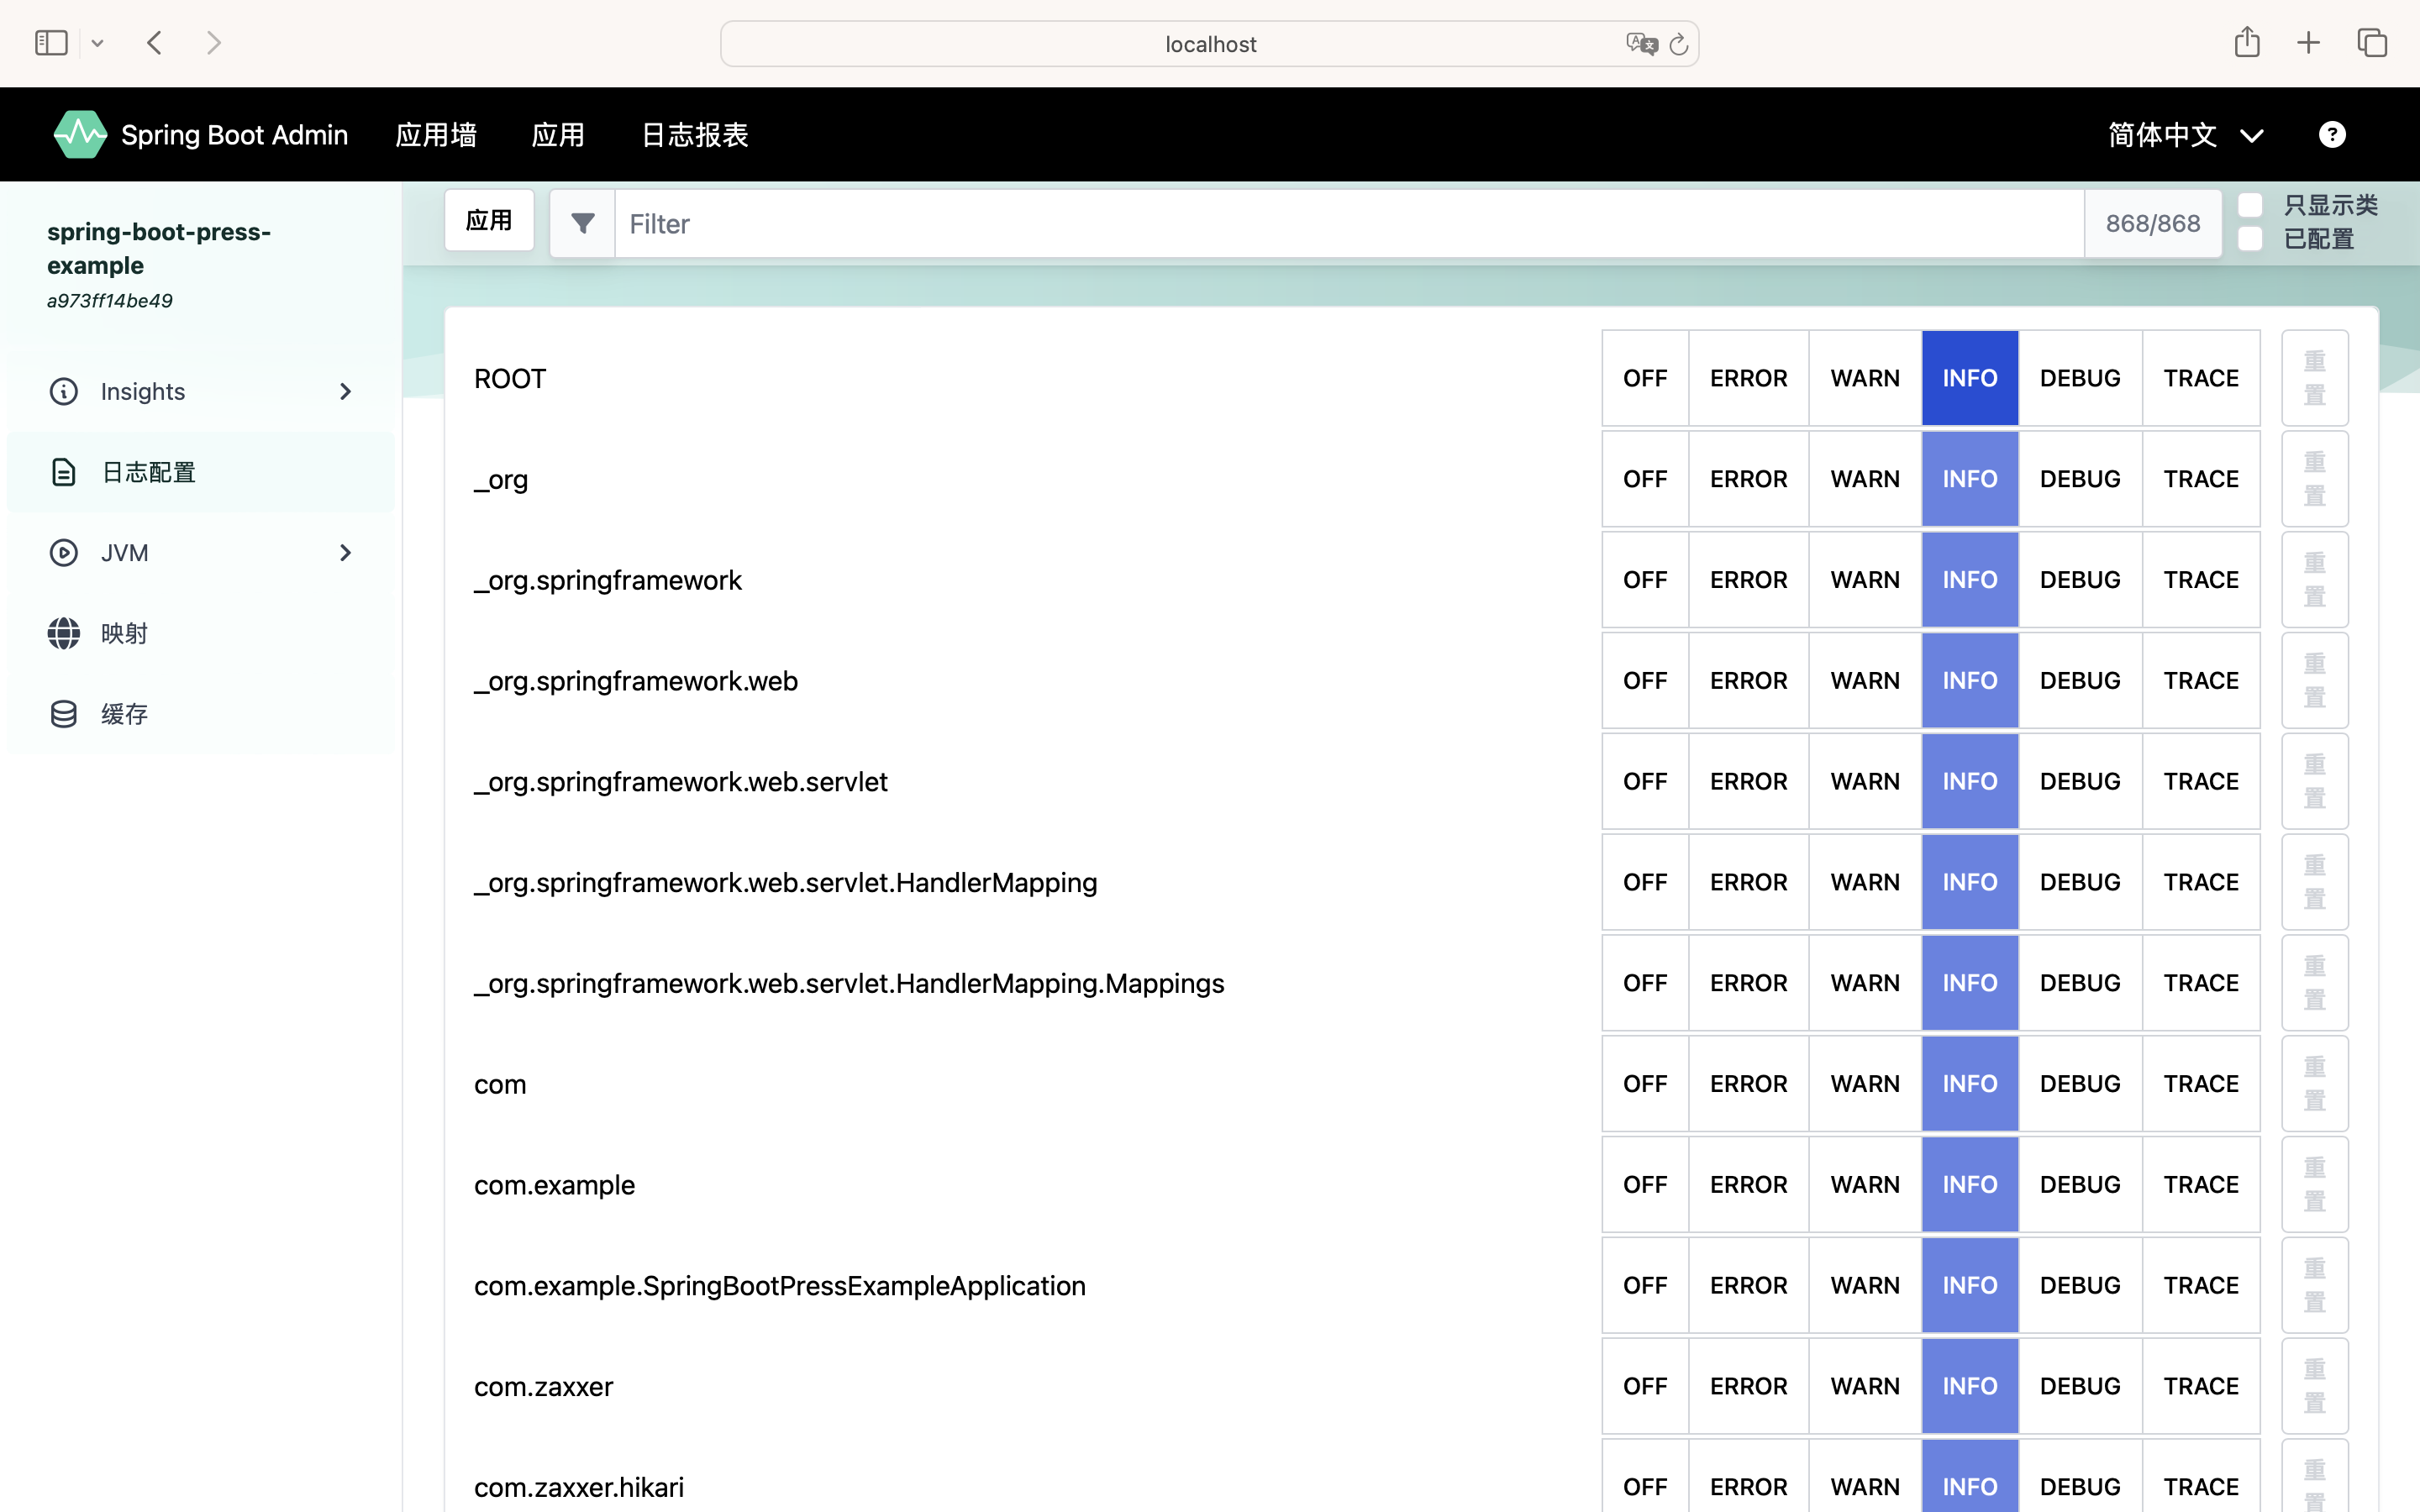 localhost
Spring Boot Admin 应用墙 应用 日志报表 简体中文 ?
spring-boot-press-
example
a973ff14be49
Insights
日志配置
JVM
映射
缓存
应用 Filter 868/868 只显示类
已配置
ROOT OFF ERROR WARN INFO DEBUG TRACE 重置
_org OFF ERROR WARN INFO DEBUG TRACE 重置
_org.springframework OFF ERROR WARN INFO DEBUG TRACE 重置
_org.springframework.web OFF ERROR WARN INFO DEBUG TRACE 重置
_org.springframework.web.servlet OFF ERROR WARN INFO DEBUG TRACE 重置
_org.springframework.web.servlet.HandlerMapping OFF ERROR WARN INFO DEBUG TRACE 重置
_org.springframework.web.servlet.HandlerMapping.Mappings OFF ERROR WARN INFO DEBUG TRACE 重置
com OFF ERROR WARN INFO DEBUG TRACE 重置
com.example OFF ERROR WARN INFO DEBUG TRACE 重置
com.example.SpringBootPressExampleApplication OFF ERROR WARN INFO DEBUG TRACE 重置
com.zaxxer OFF ERROR WARN INFO DEBUG TRACE 重置
com.zaxxer.hikari OFF ERROR WARN INFO DEBUG TRACE 重置